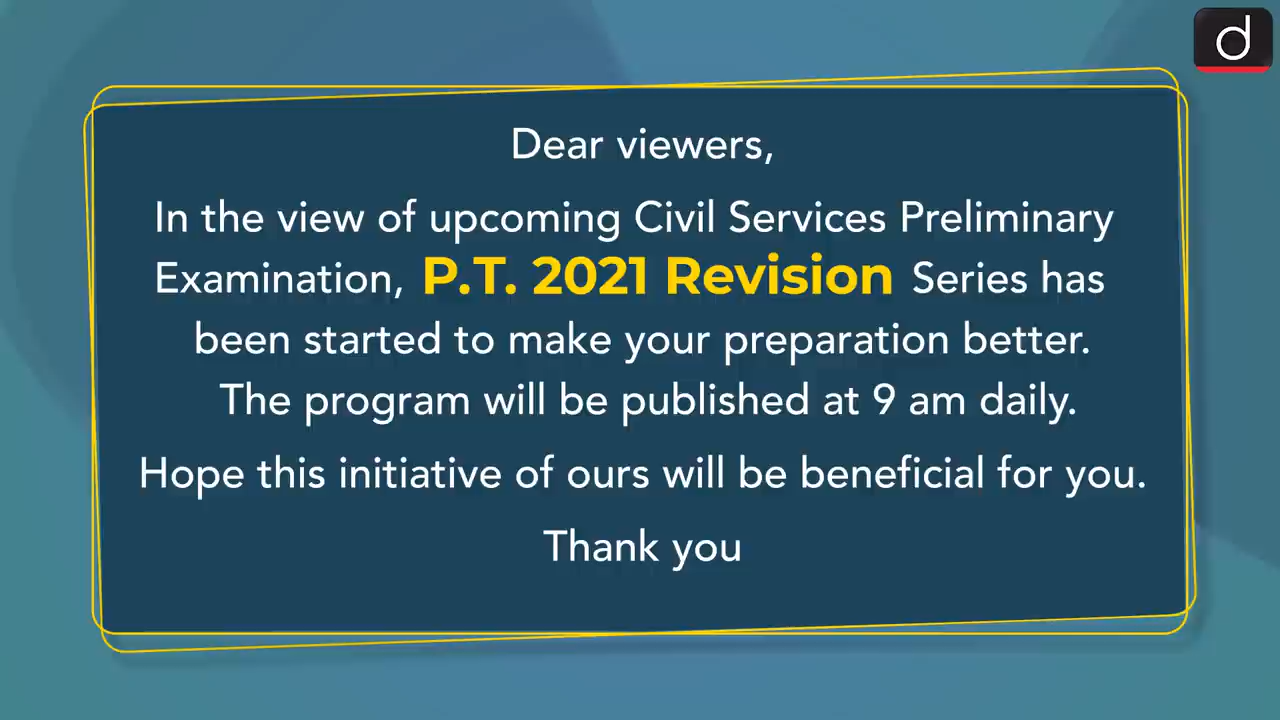 d
Dear viewers,
In the view of upcoming Civil Services Preliminary
Examination, P.T. 2021 Revision Series has
been started to make your preparation better.
The program will be published at 9 am daily.
Hope this initiative of ours will be beneficial for you.
Thank you